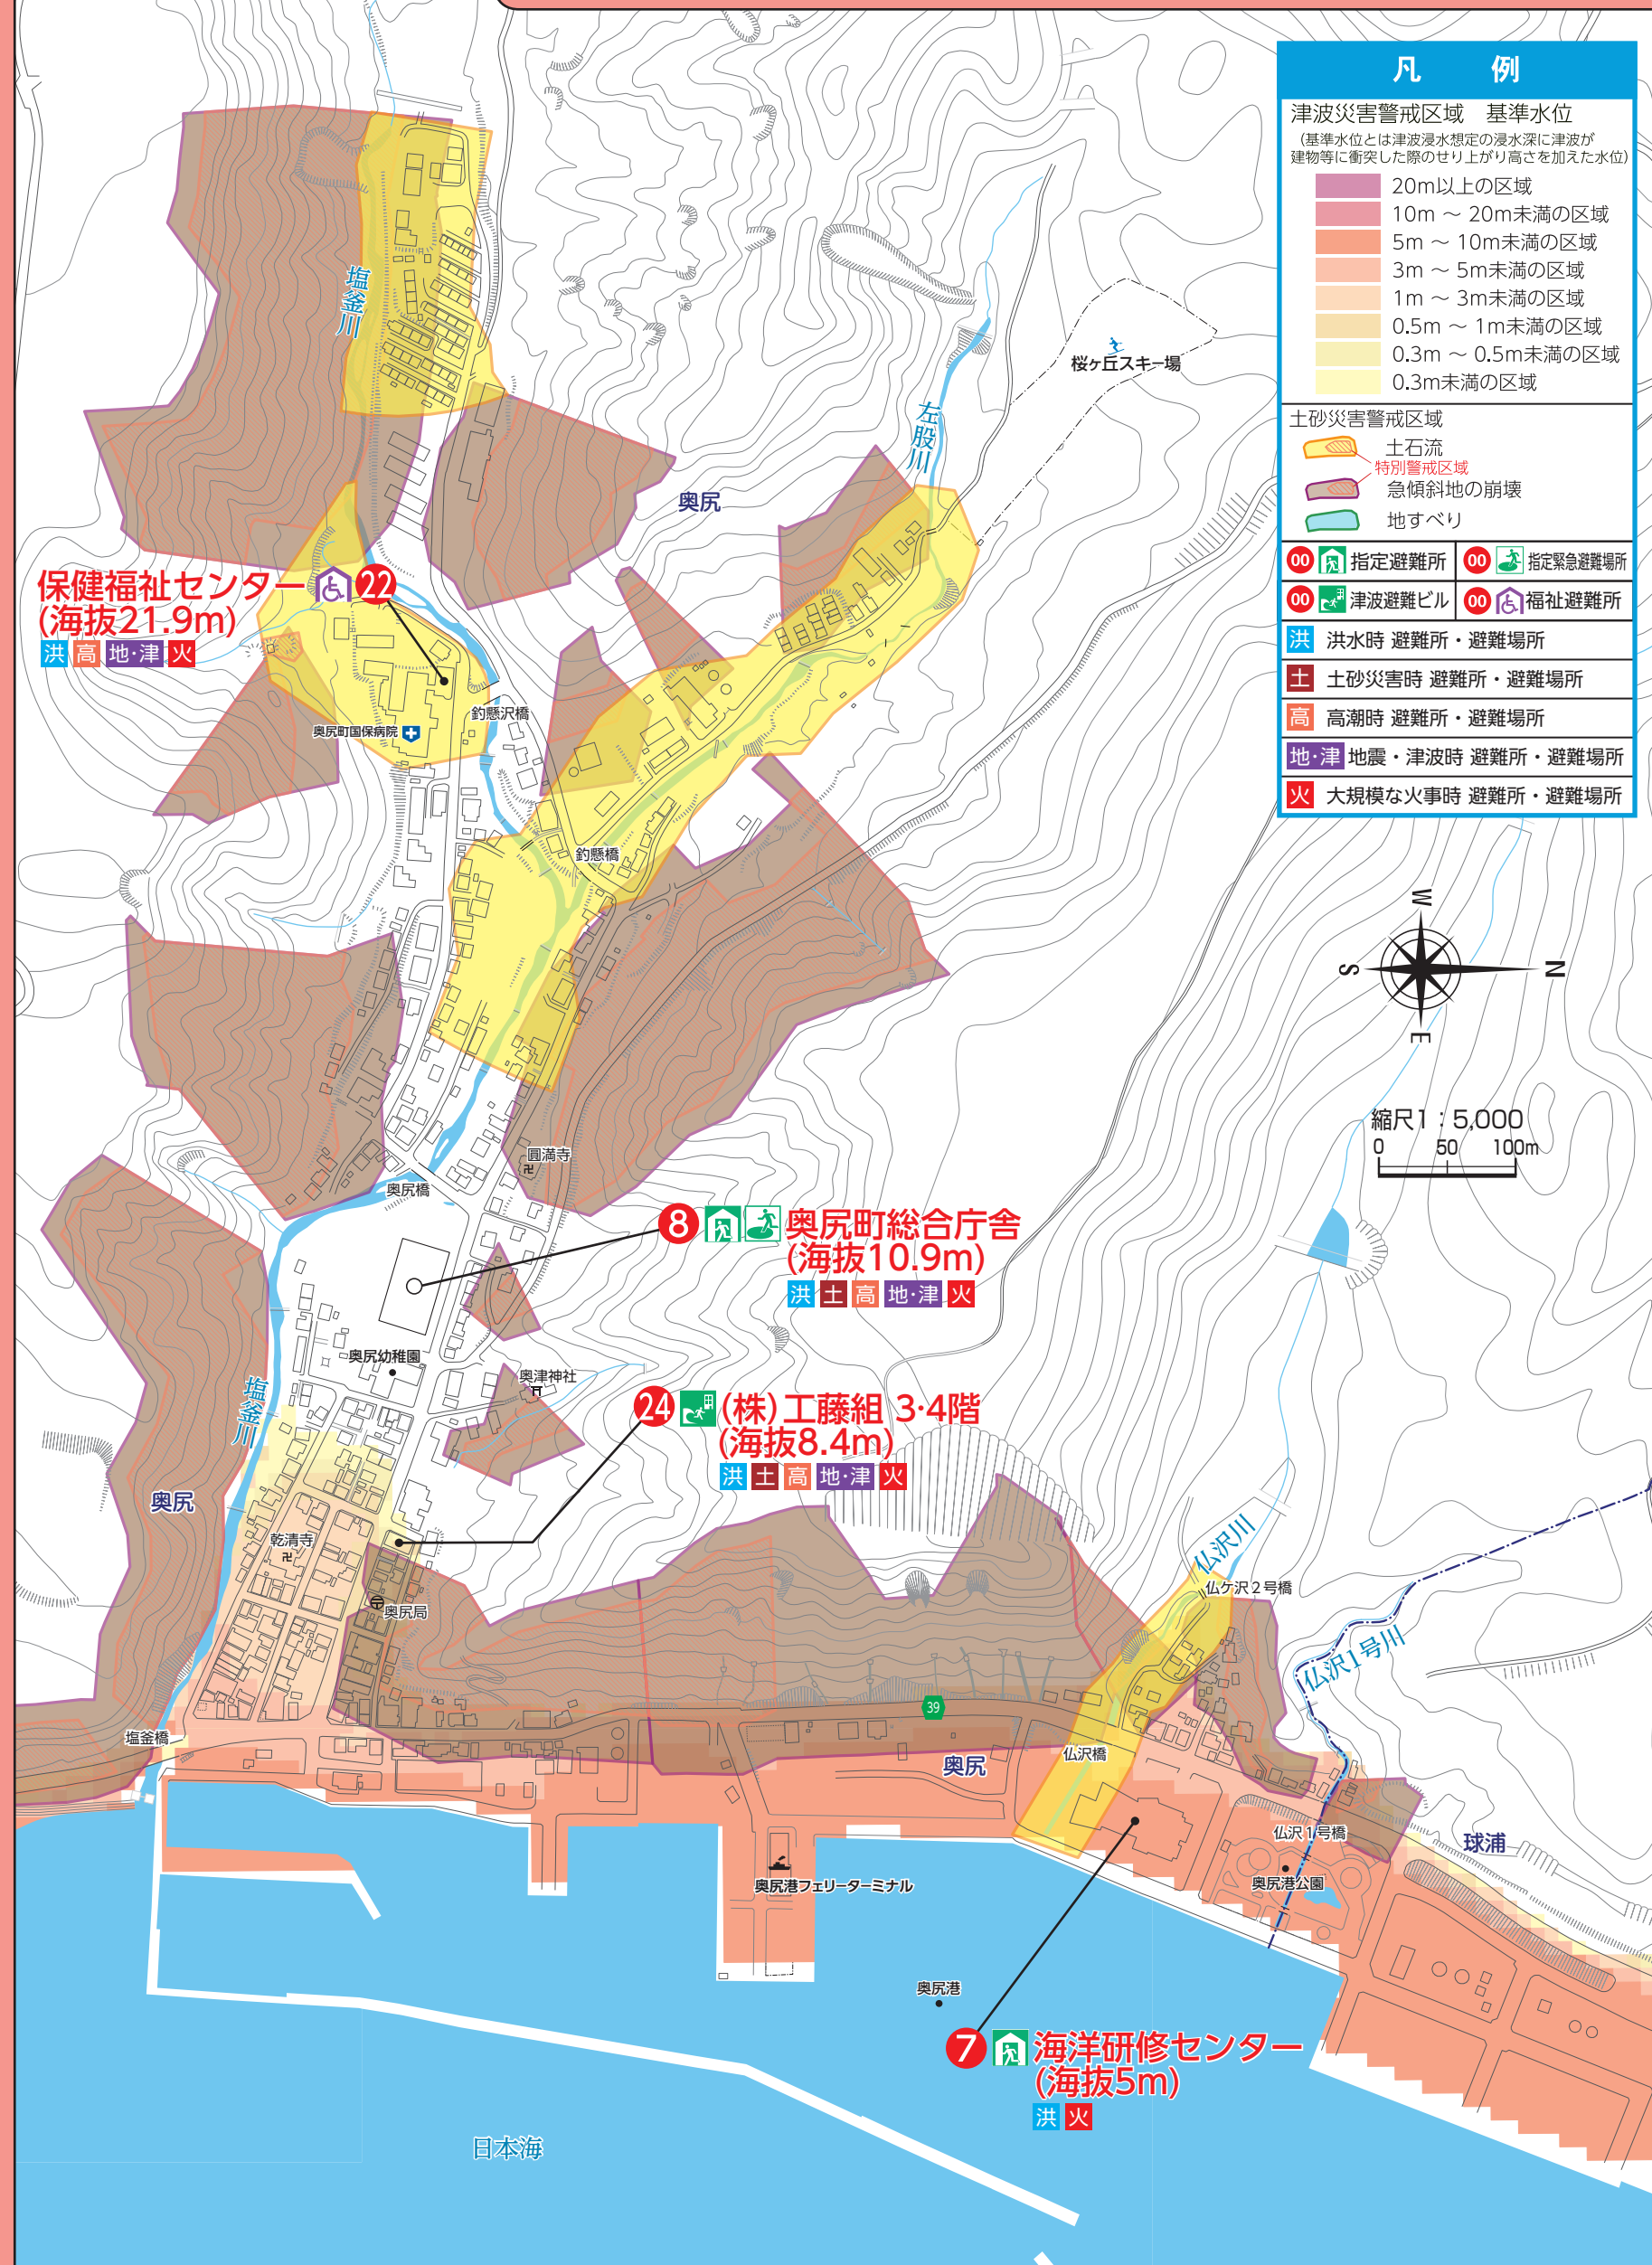 凡 例
津波災害警戒区域 基準水位
(基準水位とは津波浸水想定の浸水深に津波が
建物等に衝突した際のせり上がり高さを加えた水位)
20m以上の区域
10m ～ 20m未満の区域
5m ～ 10m未満の区域
3m ～ 5m未満の区域
1m ～ 3m未満の区域
0.5m ～ 1m未満の区域
0.3m ～ 0.5m未満の区域
0.3m未満の区域
土砂災害警戒区域
土石流
特別警戒区域
急傾斜地の崩壊
地すべり
00 指定避難所
00 指定緊急避難場所
00 津波避難ビル
00 福祉避難所
洪 洪水時 避難所・避難場所
土 土砂災害時 避難所・避難場所
高 高潮時 避難所・避難場所
地・津 地震・津波時 避難所・避難場所
火 大規模な火事時 避難所・避難場所
塩釜川
桜ヶ丘スキー場
左股川
奥尻
保健福祉センター 22
(海抜21.9m)
洪 高 地・津 火
釣懸沢橋
奥尻町国保病院
釣懸橋
W
S N
E
縮尺1：5,000
0 50 100m
圓満寺
奥尻橋
8 奥尻町総合庁舎
(海抜10.9m)
洪 土 高 地・津 火
奥尻幼稚園
奥津神社
塩釜川
24 (株)工藤組 3・4階
(海抜8.4m)
洪 土 高 地・津 火
奥尻
乾清寺
奥尻局
仏沢川
仏ケ沢2号橋
仏沢1号川
39
塩釜橋
奥尻
仏沢橋
仏沢1号橋
球浦
奥尻港フェリーターミナル
奥尻港公園
奥尻港
7 海洋研修センター
(海抜5m)
洪 火
日本海